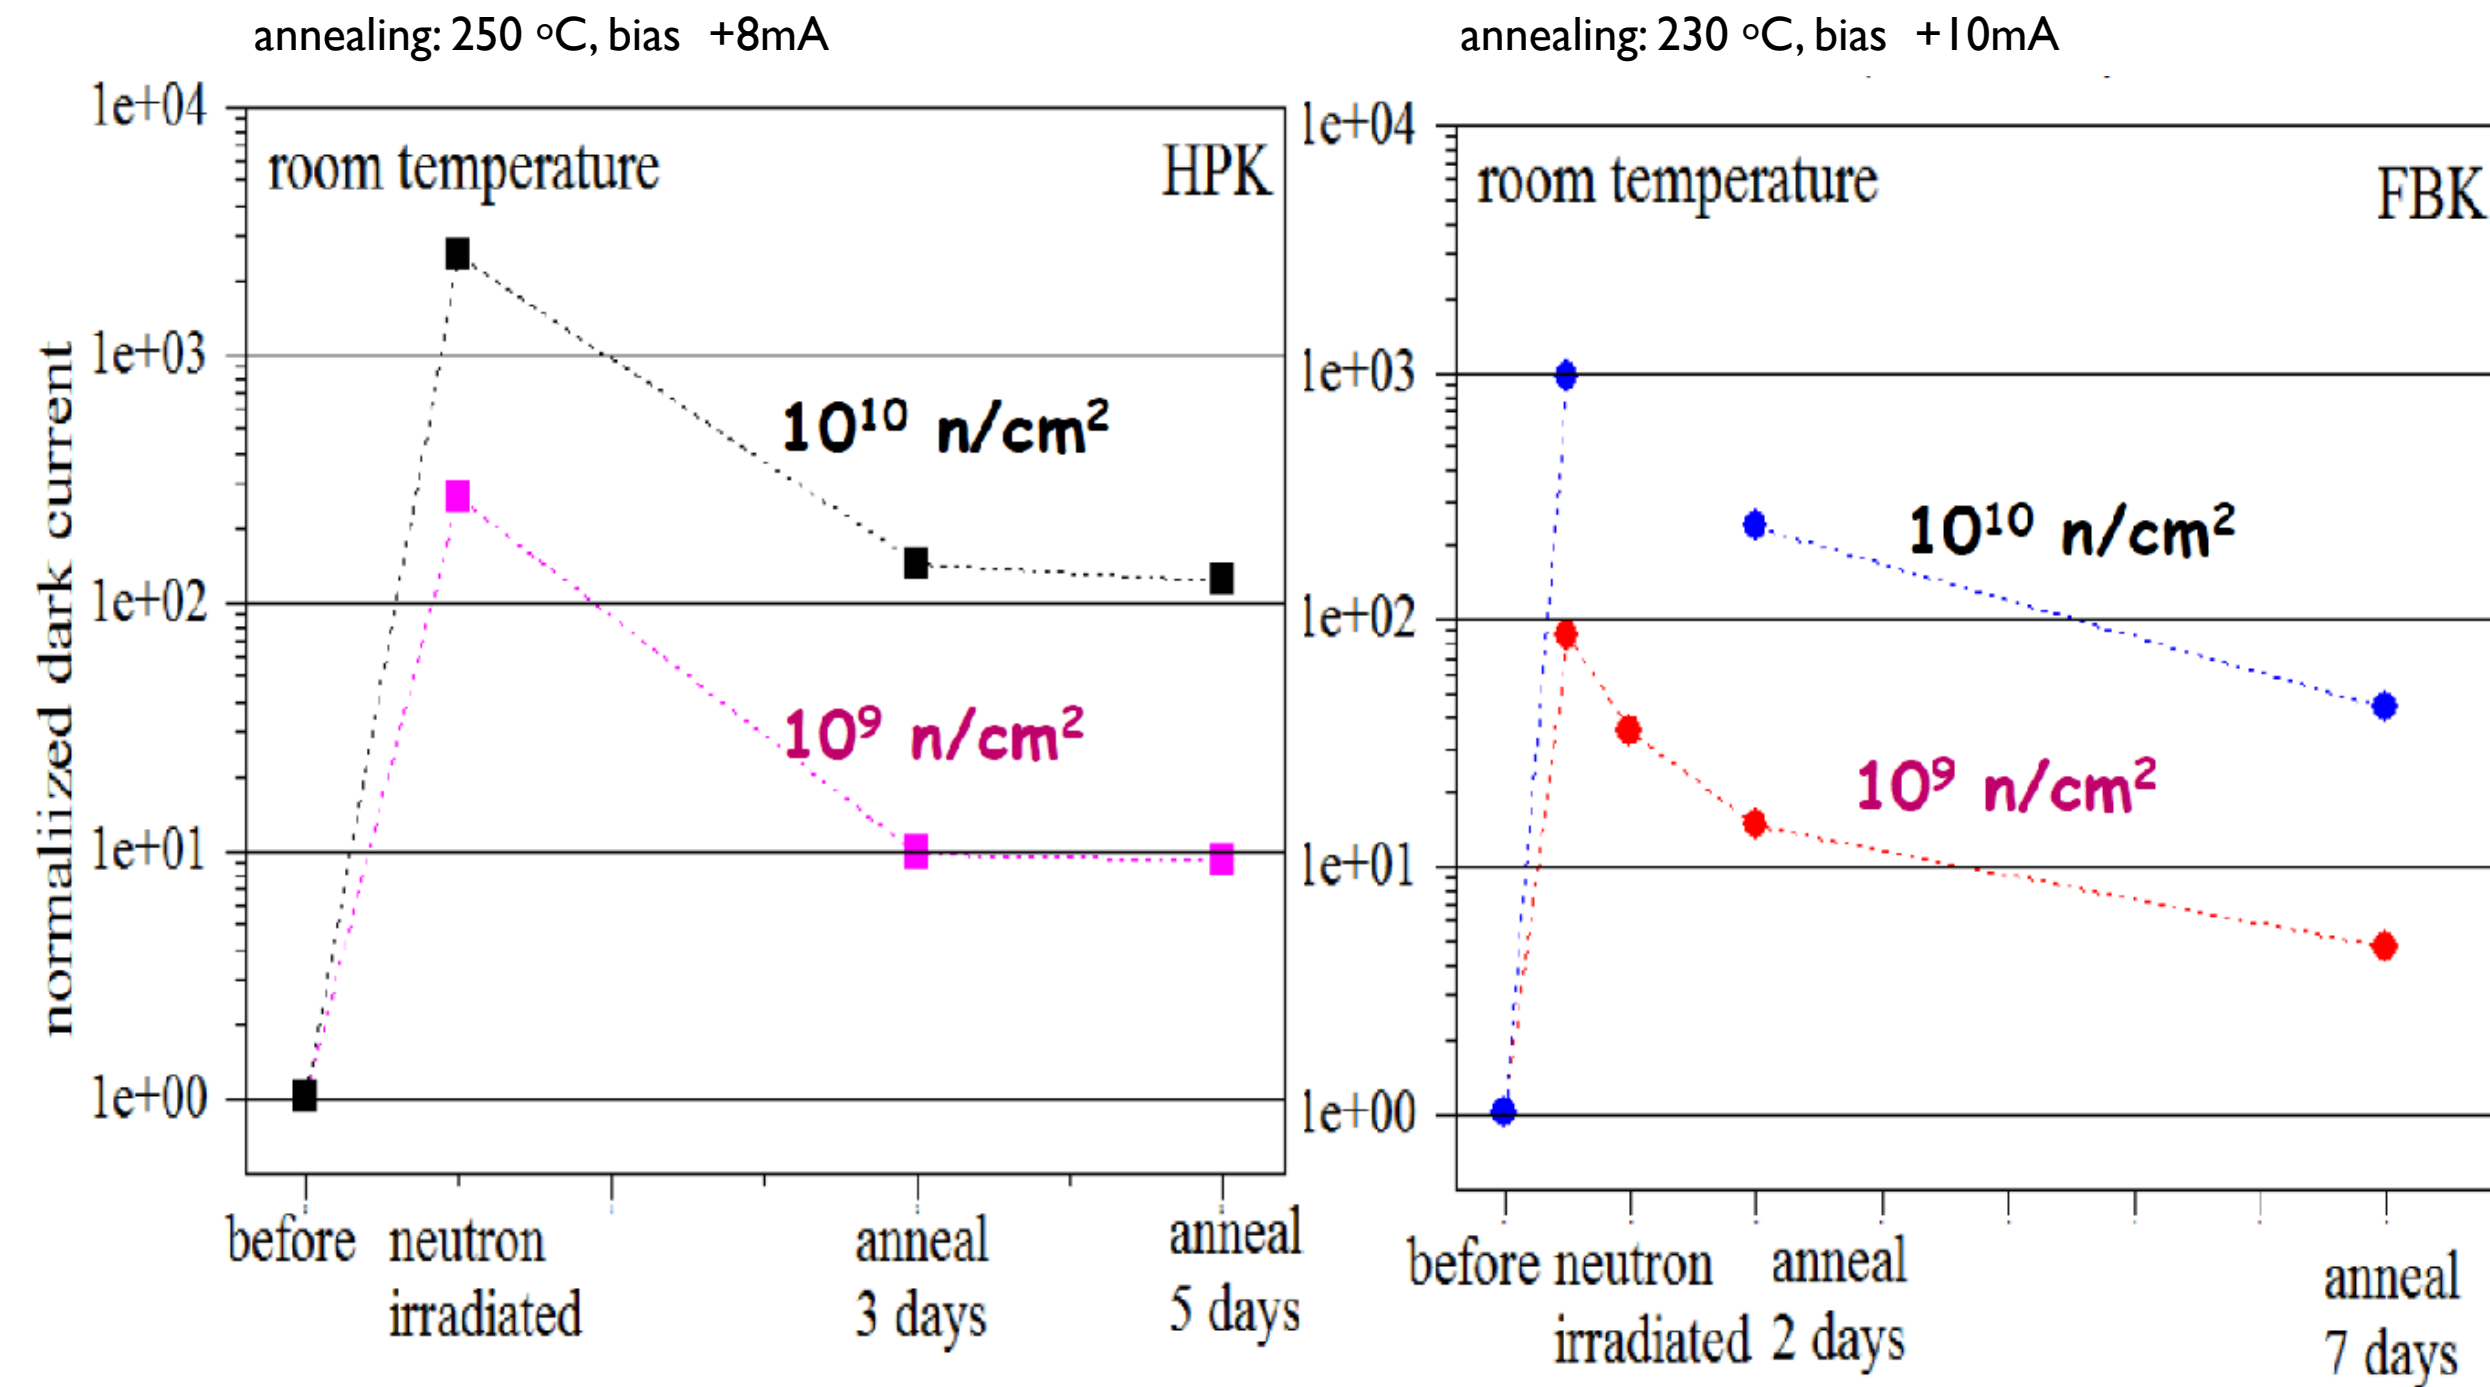 annealing: 250 ºC, bias +8mA
annealing: 230 ºC, bias +10mA
normaliized dark current
1e+04
1e+03
1e+02
1e+01
1e+00
room temperature
HPK
10¹⁰ n/cm²
10⁹ n/cm²
before
neutron
irradiated
anneal
3 days
anneal
5 days
1e+04
1e+03
1e+02
1e+01
1e+00
room temperature
FBK
10¹⁰ n/cm²
10⁹ n/cm²
before
neutron
irradiated
anneal
2 days
anneal
7 days